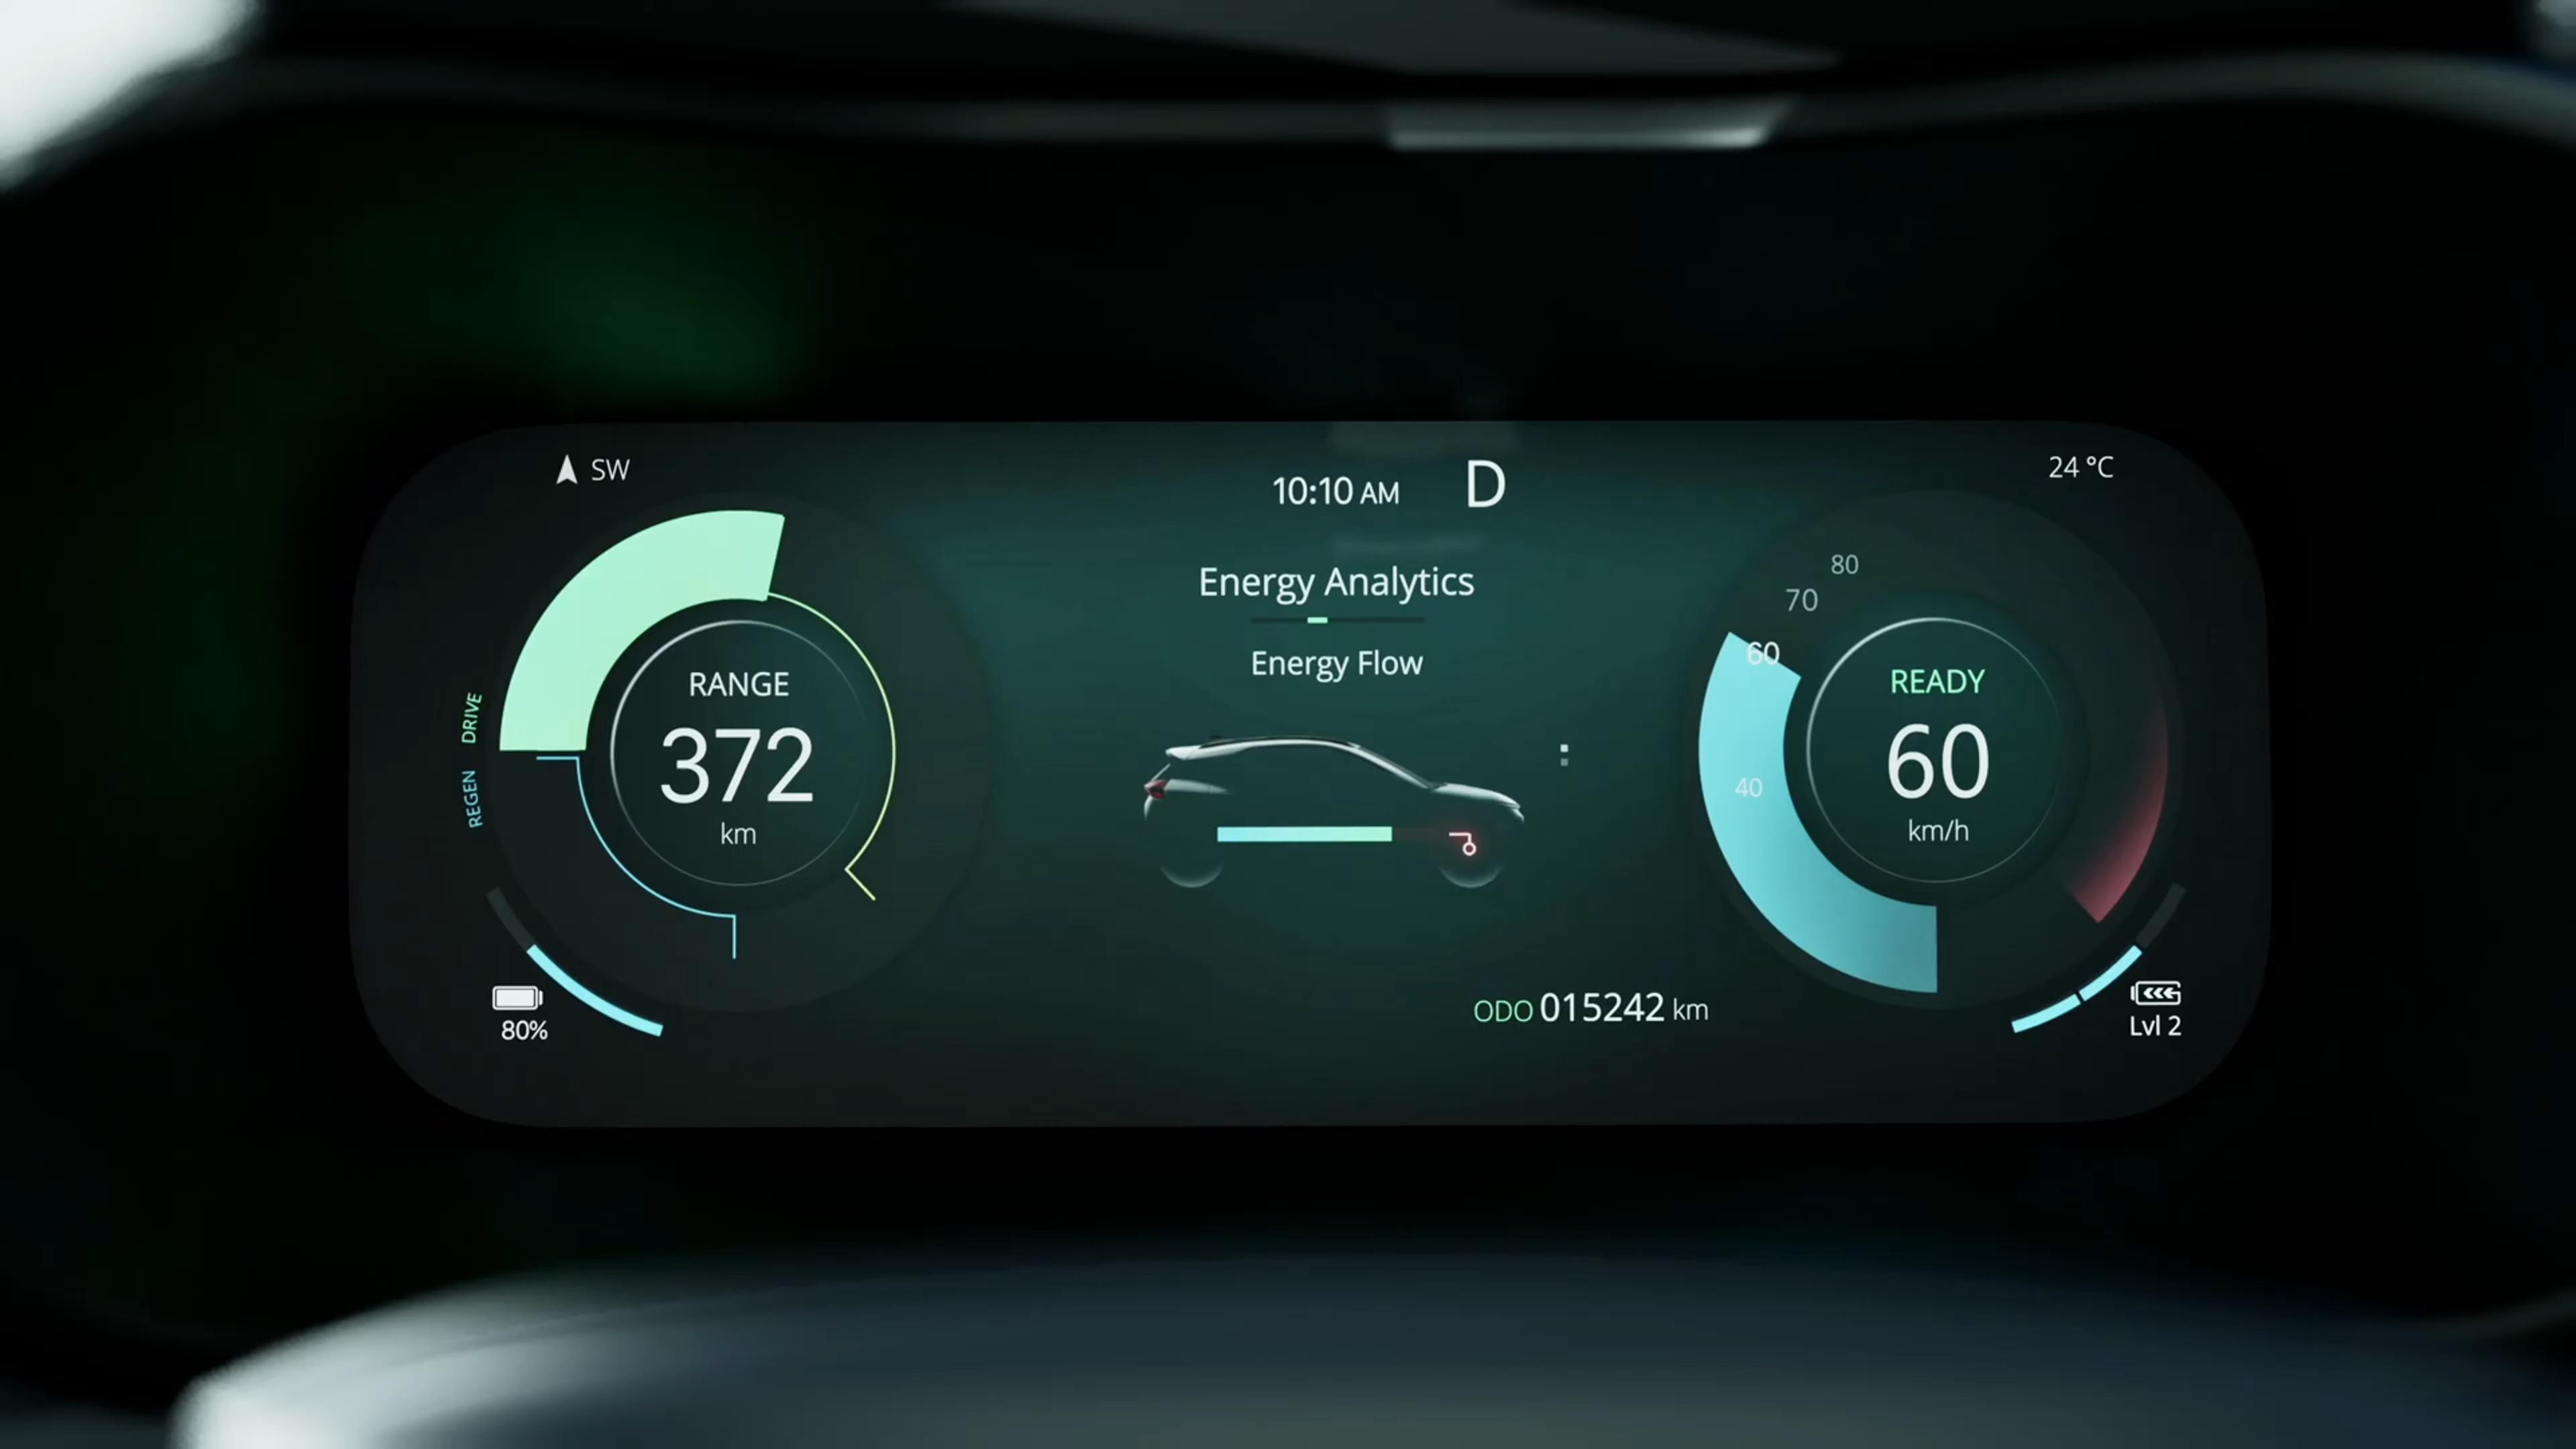 SW
10:10 AM D
24 °C
Energy Analytics
Energy Flow
DRIVE
REGEN
RANGE
372
km
80%
80
70
60
40
READY
60
km/h
ODO 015242 km
Lvl 2